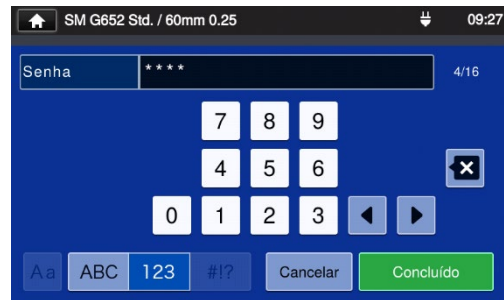 SM G652 Std. / 60mm 0.25 09:27
Senha **** 4/16
7 8 9
4 5 6
0 1 2 3
Aa ABC 123 #!? Cancelar Concluído